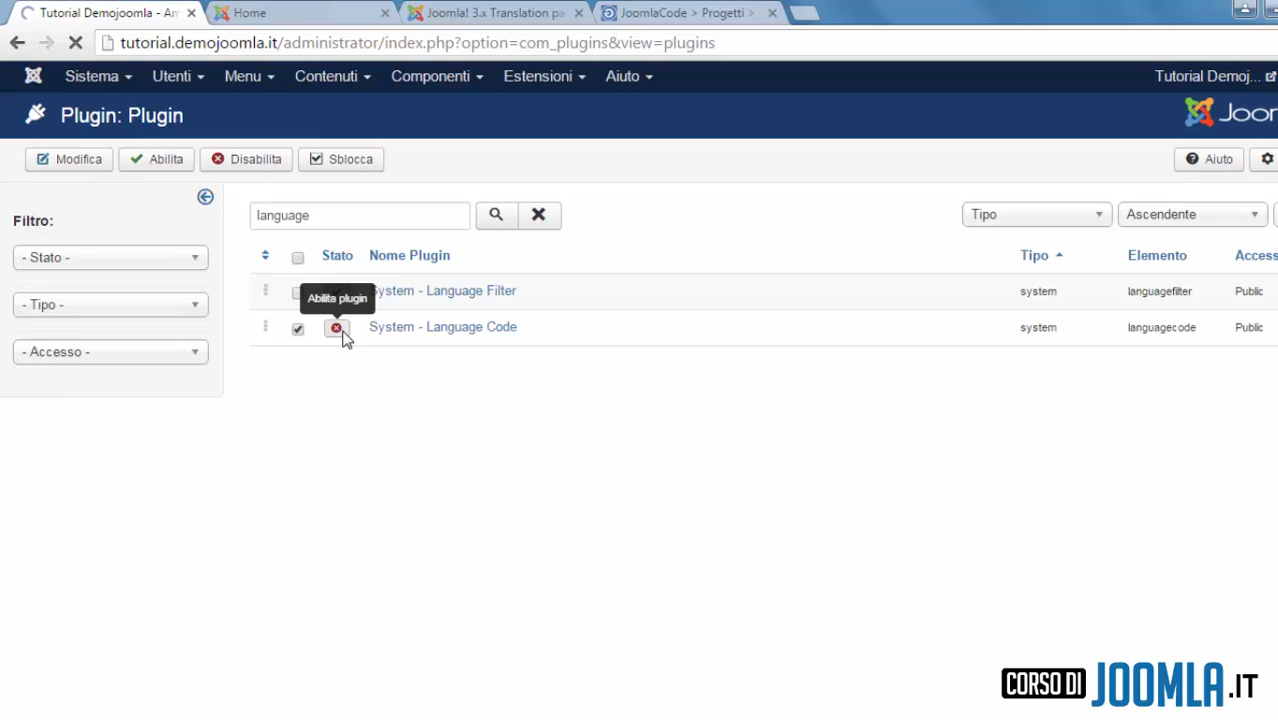 Tutorial Demojoomla - Am
Home
Joomla! 3.x Translation pa
JoomlaCode > Progetti >
tutorial.demojoomla.it/administrator/index.php?option=com_plugins&view=plugins
Sistema Utenti Menu Contenuti Componenti Estensioni Aiuto
Tutorial Demoj...
Plugin: Plugin
Joom
Modifica Abilita Disabilita Sblocca
Aiuto
Filtro:
- Stato -
- Tipo -
- Accesso -
language
Tipo
Ascendente
Stato Nome Plugin Tipo Elemento Access
Abilita plugin
System - Language Filter system languagefilter Public
System - Language Code system languagecode Public
CORSO DI JOOMLA.IT